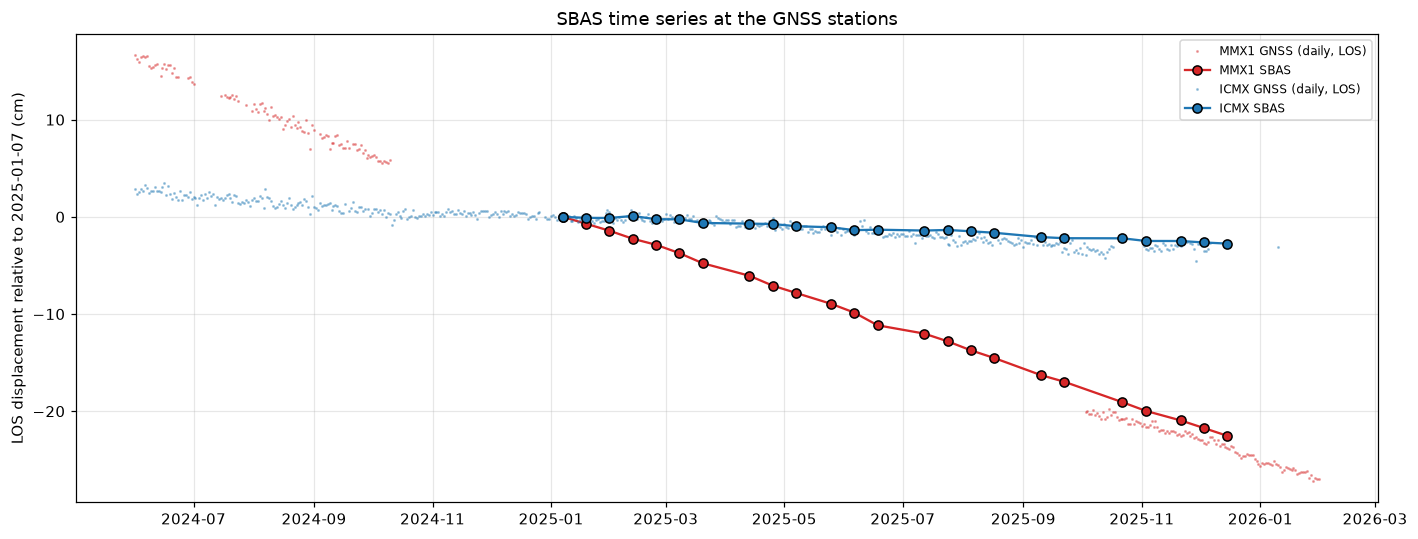 SBAS time series at the GNSS stations
MMX1 GNSS (daily, LOS)
MMX1 SBAS
ICMX GNSS (daily, LOS)
ICMX SBAS
LOS displacement relative to 2025-01-07 (cm)
10
0
−10
−20
2024-07 2024-09 2024-11 2025-01 2025-03 2025-05 2025-07 2025-09 2025-11 2026-01 2026-03